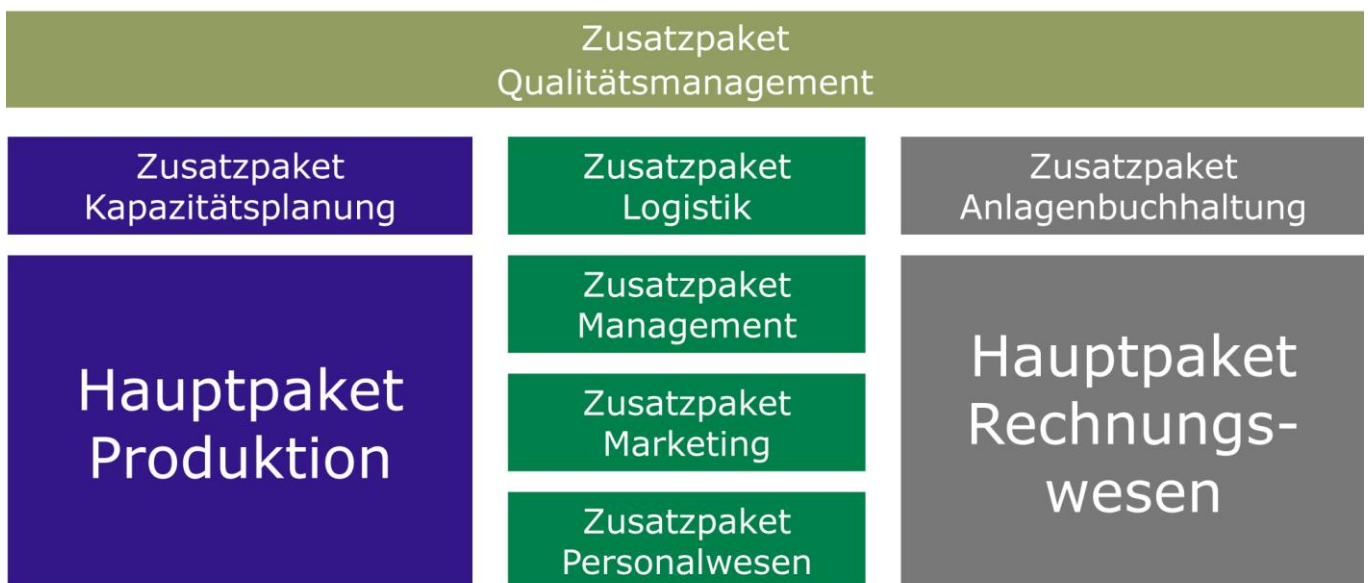 Zusatzpaket
Qualitätsmanagement
Zusatzpaket
Kapazitätsplanung
Zusatzpaket
Logistik
Zusatzpaket
Anlagenbuchhaltung
Hauptpaket
Produktion
Zusatzpaket
Management
Zusatzpaket
Marketing
Zusatzpaket
Personalwesen
Hauptpaket
Rechnungs-
wesen